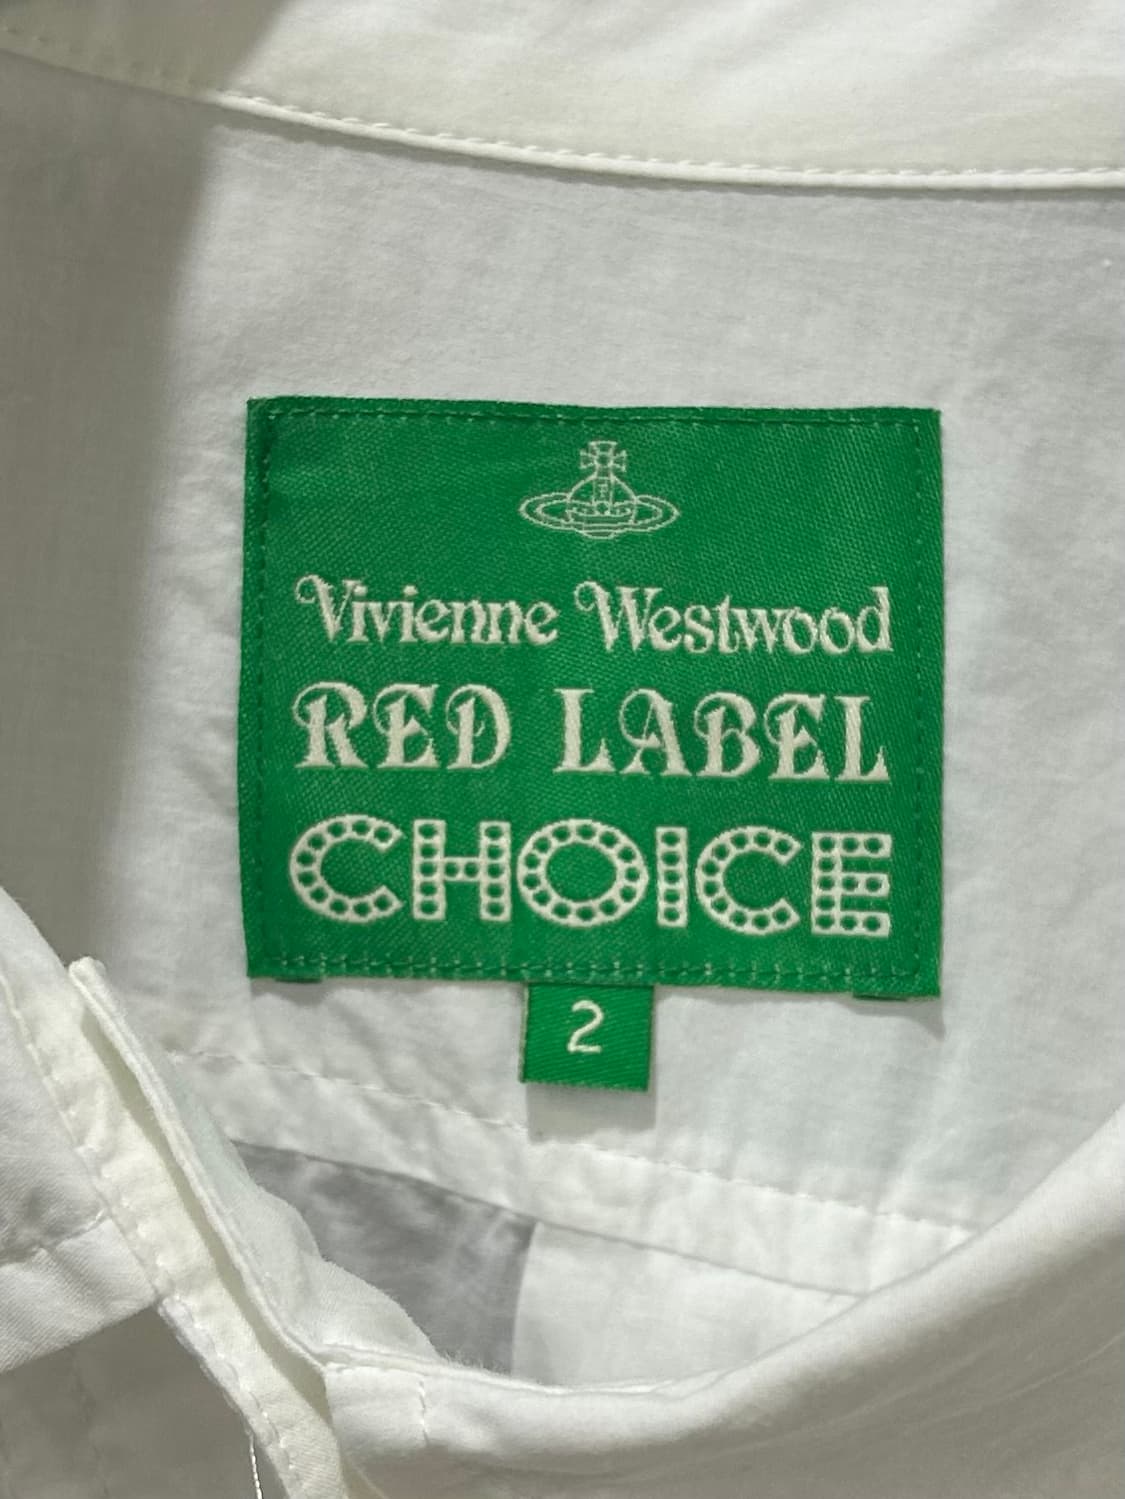 Vivienne Westwood
RED LABEL
CHOICE
2